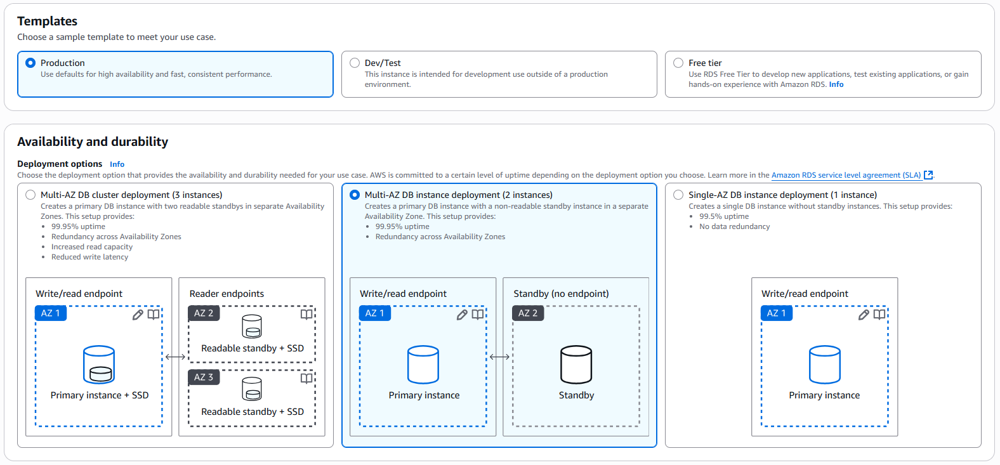 Templates
Choose a sample template to meet your use case.
Production
Use defaults for high availability and fast, consistent performance.
Dev/Test
This instance is intended for development use outside of a production
environment.
Free tier
Use RDS Free Tier to develop new applications, test existing applications, or gain
hands-on experience with Amazon RDS. Info
Availability and durability
Deployment options Info
Choose the deployment option that provides the availability and durability needed for your use case. AWS is committed to a certain level of uptime depending on the deployment option you choose. Learn more in the Amazon RDS service level agreement (SLA).
Multi-AZ DB cluster deployment (3 instances)
Creates a primary DB instance with two readable standbys in separate Availability
Zones. This setup provides:
• 99.95% uptime
• Redundancy across Availability Zones
• Increased read capacity
• Reduced write latency
Write/read endpoint
AZ 1
Primary instance + SSD
Reader endpoints
AZ 2
Readable standby + SSD
AZ 3
Readable standby + SSD
Multi-AZ DB instance deployment (2 instances)
Creates a primary DB instance with a non-readable standby instance in a separate
Availability Zone. This setup provides:
• 99.95% uptime
• Redundancy across Availability Zones
Write/read endpoint
AZ 1
Primary instance
Standby (no endpoint)
AZ 2
Standby
Single-AZ DB instance deployment (1 instance)
Creates a single DB instance without standby instances. This setup provides:
• 99.5% uptime
• No data redundancy
Write/read endpoint
AZ 1
Primary instance